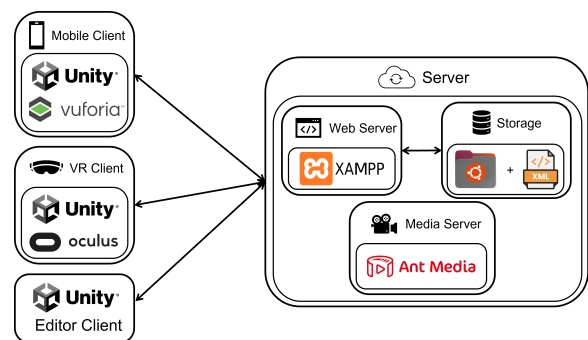 Mobile Client
Unity
vuforia™
VR Client
Unity
oculus
Unity
Editor Client
Server
Web Server
</>
XAMPP
Storage
+
</>
XML
Media Server
Ant Media